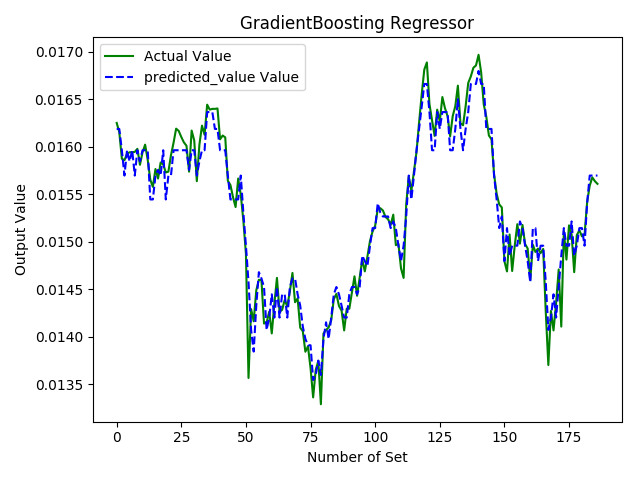 GradientBoosting Regressor
Actual Value
predicted_value Value
0.0170
0.0165
0.0160
0.0155
0.0150
0.0145
0.0140
0.0135
Output Value
0 25 50 75 100 125 150 175
Number of Set